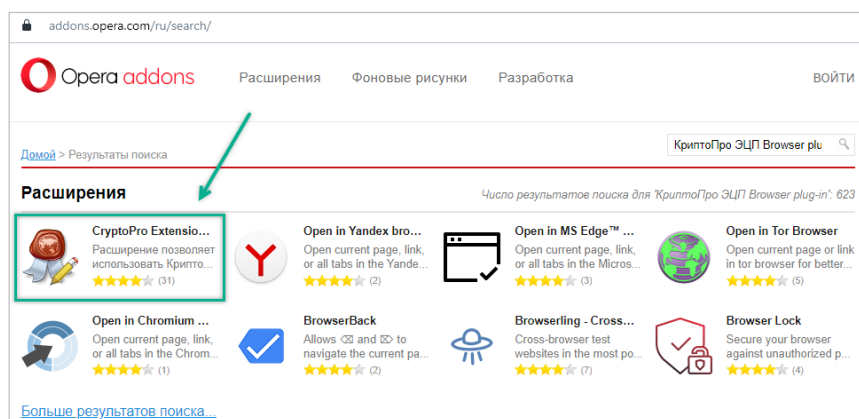 addons.opera.com/ru/search/
Opera addons
Расширения Фоновые рисунки Разработка ВОЙТИ
Домой > Результаты поиска
КриптоПро ЭЦП Browser plu
Расширения
Число результатое поиска для 'КриптоПро ЭЦП Browser plug-in': 623
CryptoPro Extensio...
Расширение позволяет
использовать Крипто...
(31)
Open in Yandex bro...
Open current page, link,
or all tabs in the Yande...
(2)
Open in MS Edge™ ...
Open current page, link,
or all tabs in the Micros...
(3)
Open in Tor Browser
Open current page or link
in tor browser for better...
(5)
Open in Chromium ...
Open current page, link,
or all tabs in the Chrom...
(1)
BrowserBack
Allows ⌫ and ⌦ to
navigate the current pa...
(2)
Browserling - Cross...
Cross-browser test
websites in the most po...
(7)
Browser Lock
Secure your browser
against unauthorized p...
(4)
Больше результатов поиска...